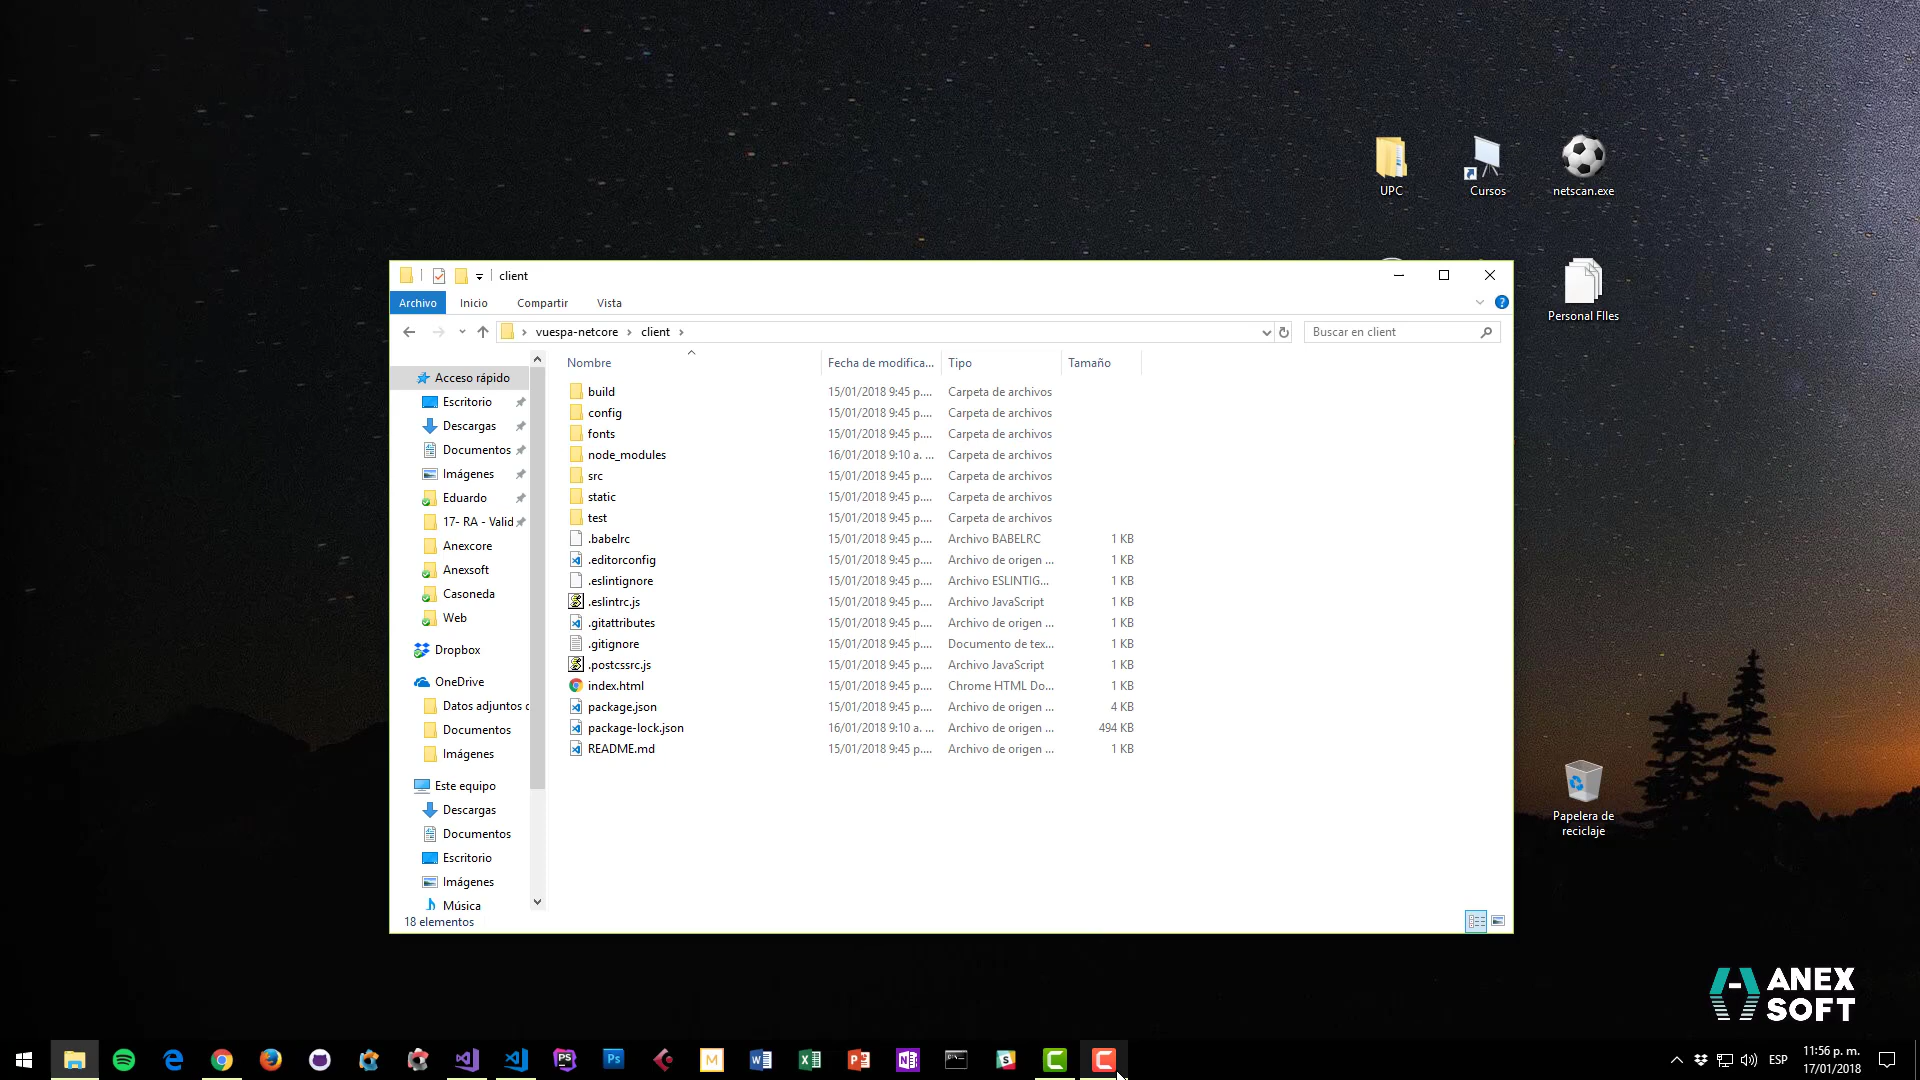 UPC
Cursos
netscan.exe
Personal FIles
client
Archivo
Inicio
Compartir
Vista
vuespa-netcore
client
Buscar en client
Nombre
Fecha de modifica...
Tipo
Tamaño
Acceso rápido
Escritorio
Descargas
Documentos
Imágenes
Eduardo
17- RA - Valid
Anexcore
Anexsoft
Casoneda
Web
Dropbox
OneDrive
Datos adjuntos
Documentos
Imágenes
Este equipo
Descargas
Documentos
Escritorio
Imágenes
Música
build 15/01/2018 9:45 p.... Carpeta de archivos
config 15/01/2018 9:45 p.... Carpeta de archivos
fonts 15/01/2018 9:45 p.... Carpeta de archivos
node_modules 16/01/2018 9:10 a. ... Carpeta de archivos
src 15/01/2018 9:45 p.... Carpeta de archivos
static 15/01/2018 9:45 p.... Carpeta de archivos
test 15/01/2018 9:45 p.... Carpeta de archivos
.babelrc 15/01/2018 9:45 p.... Archivo BABELRC 1 KB
.editorconfig 15/01/2018 9:45 p.... Archivo de origen ... 1 KB
.eslintignore 15/01/2018 9:45 p.... Archivo ESLINTIG... 1 KB
.eslintrc.js 15/01/2018 9:45 p.... Archivo JavaScript 1 KB
.gitattributes 15/01/2018 9:45 p.... Archivo de origen ... 1 KB
.gitignore 15/01/2018 9:45 p.... Documento de tex... 1 KB
.postcssrc.js 15/01/2018 9:45 p.... Archivo JavaScript 1 KB
index.html 15/01/2018 9:45 p.... Chrome HTML Do... 1 KB
package.json 15/01/2018 9:45 p.... Archivo de origen ... 4 KB
package-lock.json 16/01/2018 9:10 a. ... Archivo de origen ... 494 KB
README.md 15/01/2018 9:45 p.... Archivo de origen ... 1 KB
18 elementos
Papelera de
reciclaje
ANEX
SOFT
ESP
11:56 p. m.
17/01/2018